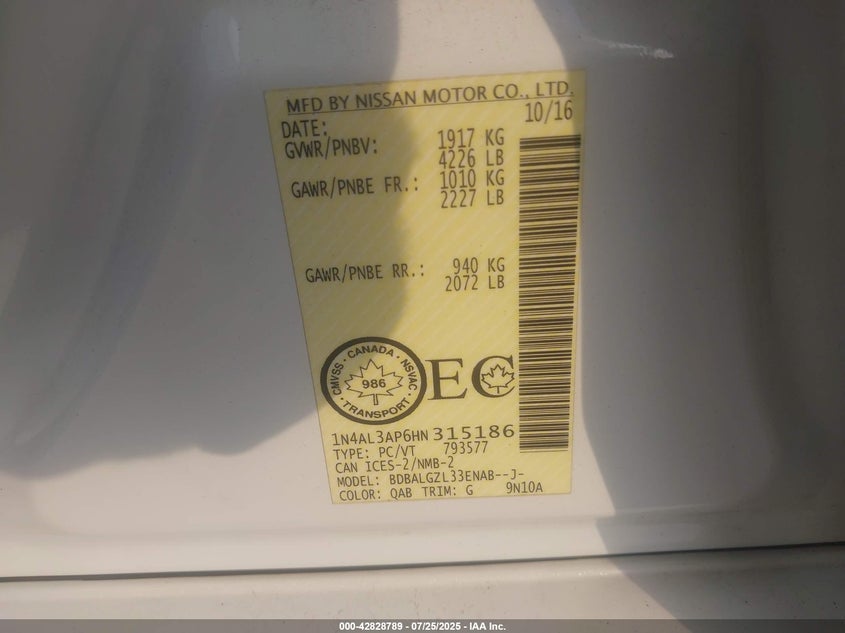 MFD BY NISSAN MOTOR CO., LTD.
DATE: 10/16
GVWR/PNBV: 1917 KG
4226 LB
GAWR/PNBE FR.: 1010 KG
2227 LB
GAWR/PNBE RR.: 940 KG
2072 LB
CANADA
CMVSS · NSVAC
986
TRANSPORT
EC
1N4AL3AP6HN315186
TYPE: PC/VT 793577
CAN ICES-2/NMB-2
MODEL: BDBALGZL33ENAB--J-
COLOR: QAB TRIM: G 9N10A
000-42828789 - 07/25/2025 - IAA Inc.